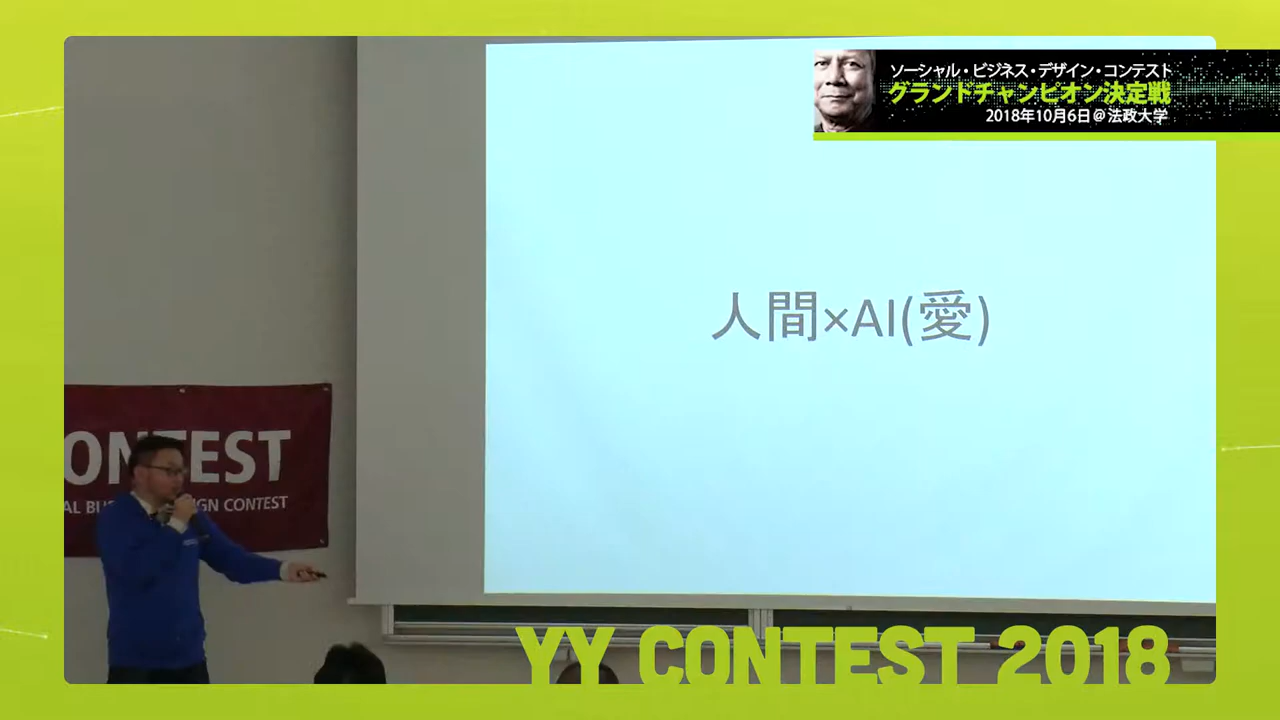 ソーシャル・ビジネス・デザイン・コンテスト
グランドチャンピオン決定戦
2018年10月6日@法政大学
人間×AI(愛)
ONTEST
AL BUS GN CONTEST
YY CONTEST 2018